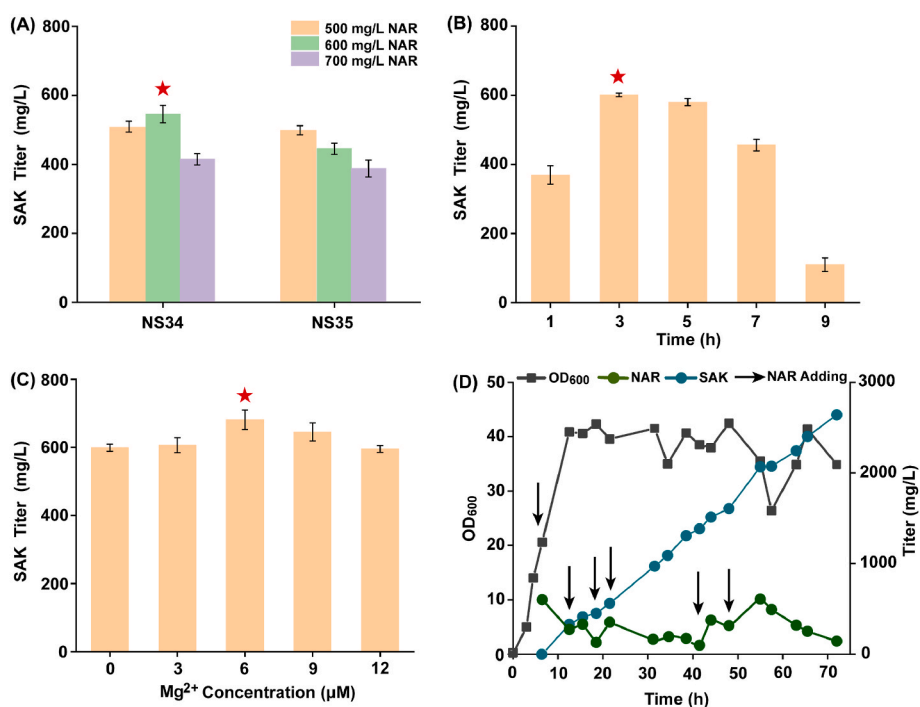 (A)
800
600
400
200
0
SAK Titer (mg/L)
500 mg/L NAR
600 mg/L NAR
700 mg/L NAR
NS34 NS35
(B)
800
600
400
200
0
SAK Titer (mg/L)
1 3 5 7 9
Time (h)
(C)
800
600
400
200
0
SAK Titer (mg/L)
0 3 6 9 12
Mg²⁺ Concentration (μM)
(D)
OD₆₀₀ NAR SAK NAR Adding
50
40
30
20
10
0
OD₆₀₀
3000
2000
1000
0
Titer (mg/L)
0 10 20 30 40 50 60 70
Time (h)